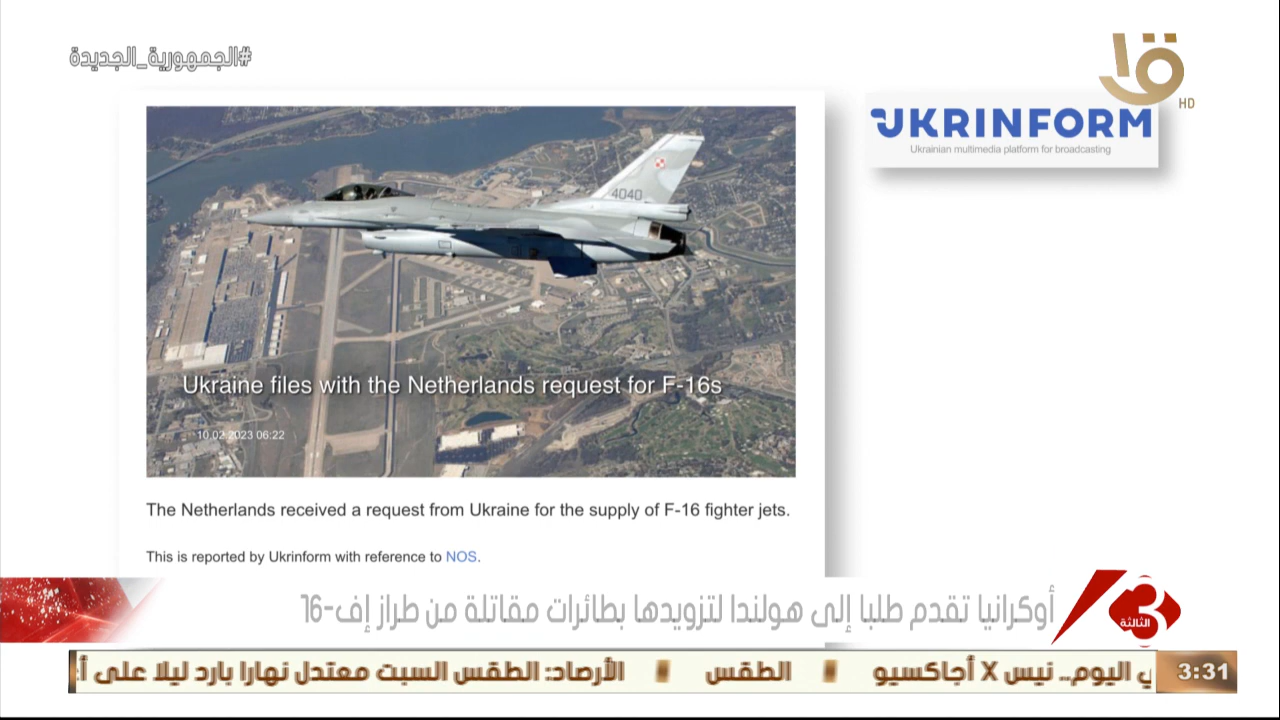 #الجمهورية_الجديدة
HD
UKRINFORM
Ukrainian multimedia platform for broadcasting
4040
Ukraine files with the Netherlands request for F-16s
10.02.2023 06:22
The Netherlands received a request from Ukraine for the supply of F-16 fighter jets.
This is reported by Ukrinform with reference to NOS.
أوكرانيا تقدم طلبا إلى هولندا لتزويدها بطائرات مقاتلة من طراز إف-16
3
الثالثة
ي اليوم.. نيس X أجاكسيو الطقس الأرصاد: الطقس السبت معتدل نهارا بارد ليلا على
3:31